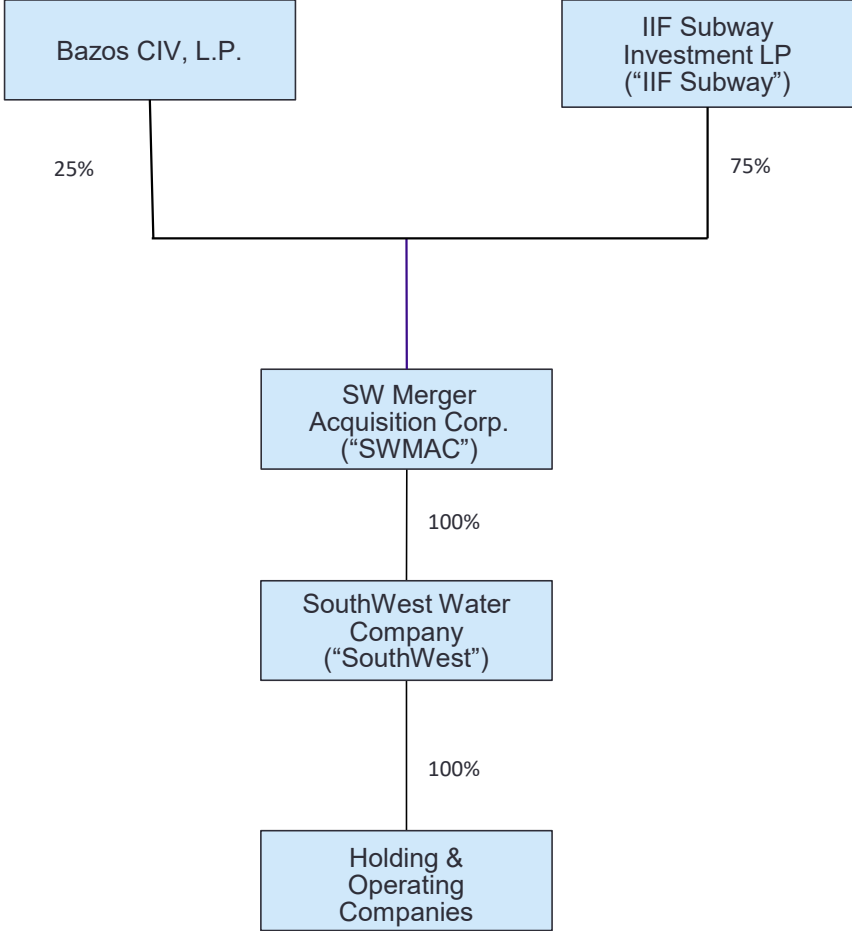 Bazos CIV, L.P.
IIF Subway
Investment LP
(“IIF Subway”)
25%
75%
SW Merger
Acquisition Corp.
(“SWMAC”)
100%
SouthWest Water
Company
(“SouthWest”)
100%
Holding &
Operating
Companies